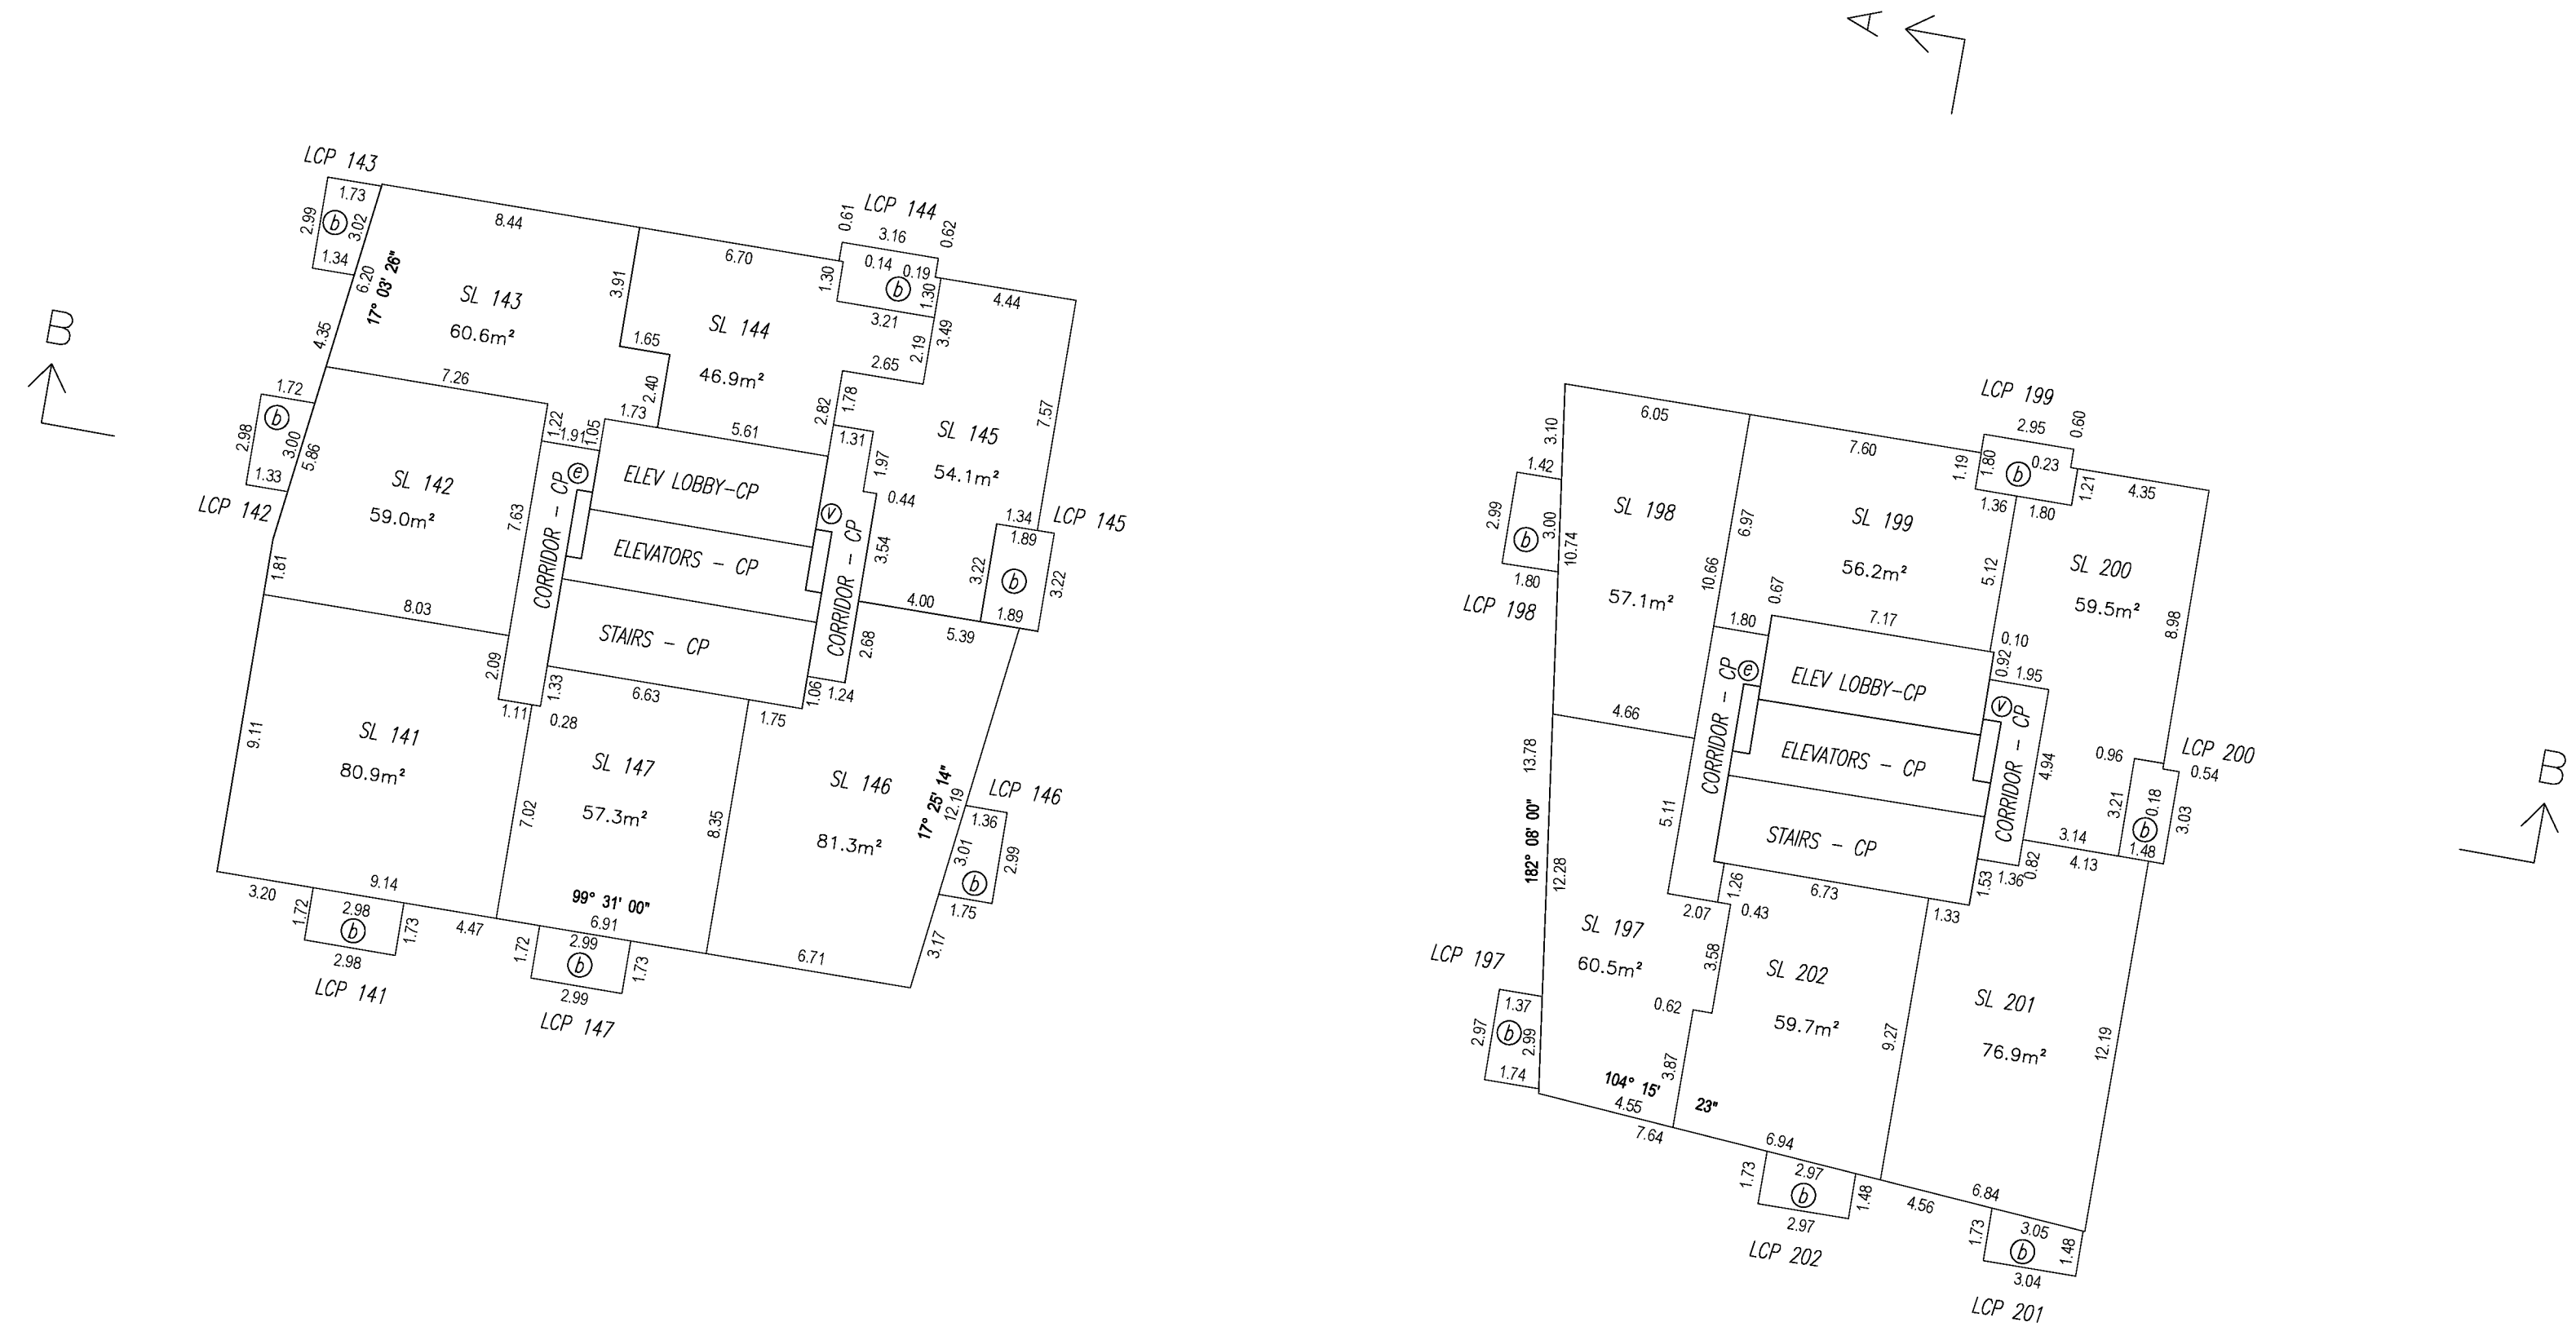 A
LCP 143
1.73
2.99
b
3.02
1.34
6.20
17° 03' 26"
8.44
SL 143
60.6m²
3.91
1.65
2.40
4.35
7.26
LCP 144
0.61
3.16
0.62
6.70
1.30
0.14
0.19
b
1.30
3.21
4.44
SL 144
46.9m²
2.65
2.19
3.49
1.78
2.82
7.57
B
1.72
b
2.98
3.00
5.86
1.33
LCP 142
1.81
SL 142
59.0m²
7.63
8.03
1.22
1.91
1.05
1.73
5.61
1.31
1.97
0.44
SL 145
54.1m²
1.34
LCP 145
1.89
3.22
b
3.22
1.89
4.00
5.39
3.54
2.68
e
CORRIDOR - CP
ELEV LOBBY-CP
ELEVATORS - CP
STAIRS - CP
v
CORRIDOR - CP
2.09
1.33
6.63
1.06
1.24
1.11
0.28
1.75
9.11
SL 141
80.9m²
7.02
SL 147
57.3m²
8.35
SL 146
81.3m²
17° 25' 14"
12.19
LCP 146
1.36
3.01
2.99
b
1.75
3.17
3.20
9.14
1.72
2.98
b
1.73
2.98
LCP 141
4.47
99° 31' 00"
6.91
1.72
2.99
b
1.73
2.99
LCP 147
6.71
3.10
6.05
7.60
LCP 199
2.95
0.60
1.19
1.80
0.23
b
1.21
1.36
1.80
4.35
1.42
2.99
3.00
b
1.80
LCP 198
10.74
SL 198
57.1m²
6.97
10.66
SL 199
56.2m²
5.12
SL 200
59.5m²
8.98
0.67
1.80
7.17
0.10
0.92
1.95
4.66
e
CORRIDOR - CP
ELEV LOBBY-CP
ELEVATORS - CP
STAIRS - CP
v
CORRIDOR - CP
4.94
0.96
LCP 200
0.54
3.21
0.18
3.03
b
1.48
3.14
4.13
B
13.78
182° 08' 00"
12.28
5.11
1.26
6.73
1.53
1.36
0.82
2.07
0.43
1.33
SL 197
60.5m²
3.58
0.62
3.87
SL 202
59.7m²
9.27
SL 201
76.9m²
12.19
LCP 197
1.37
2.97
b
2.99
1.74
104° 15' 23"
4.55
7.64
6.94
1.73
2.97
b
1.48
2.97
LCP 202
4.56
6.84
1.73
3.05
b
1.48
3.04
LCP 201